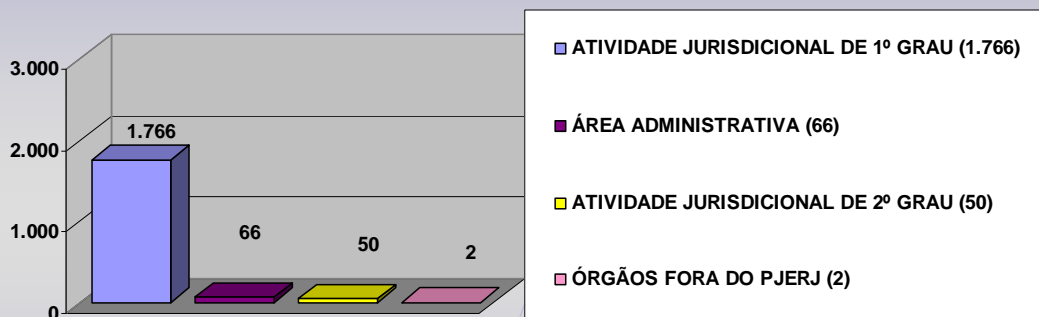 3.000
2.000
1.000
0
1.766
66
50
2
ATIVIDADE JURISDICIONAL DE 1º GRAU (1.766)
ÁREA ADMINISTRATIVA (66)
ATIVIDADE JURISDICIONAL DE 2º GRAU (50)
ÓRGÃOS FORA DO PJERJ (2)